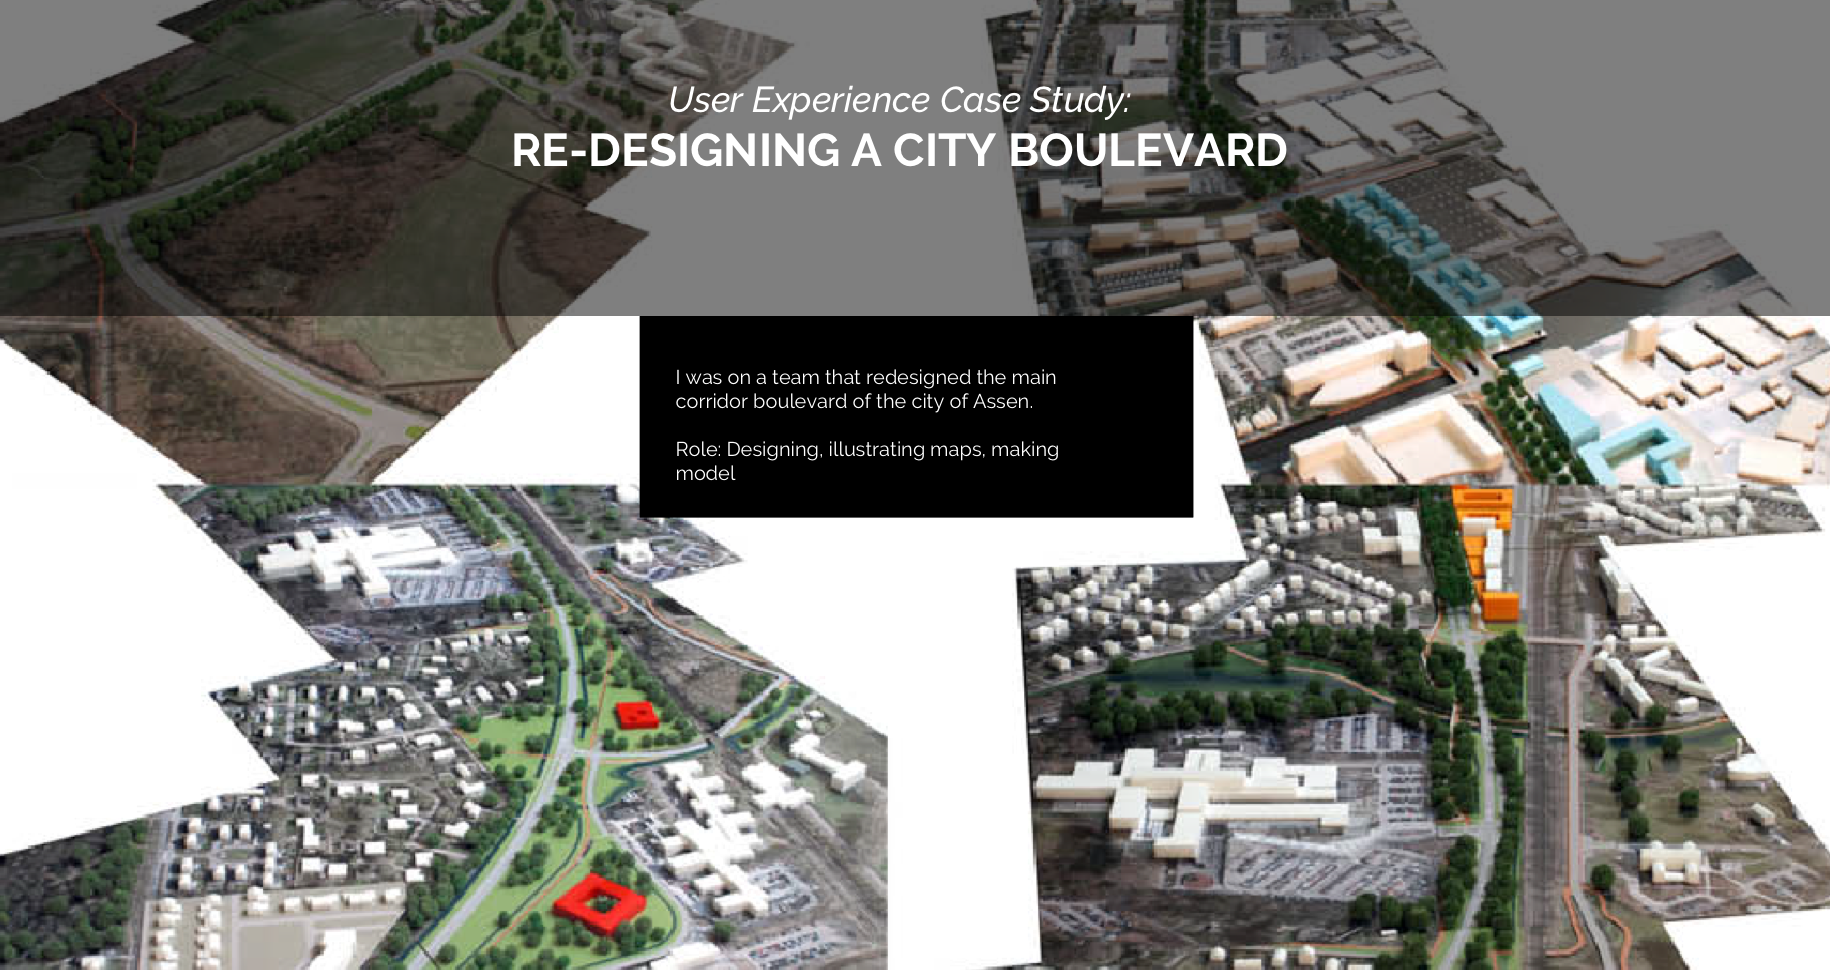 User Experience Case Study:
RE-DESIGNING A CITY BOULEVARD
I was on a team that redesigned the main
corridor boulevard of the city of Assen.
Role: Designing, illustrating maps, making
model